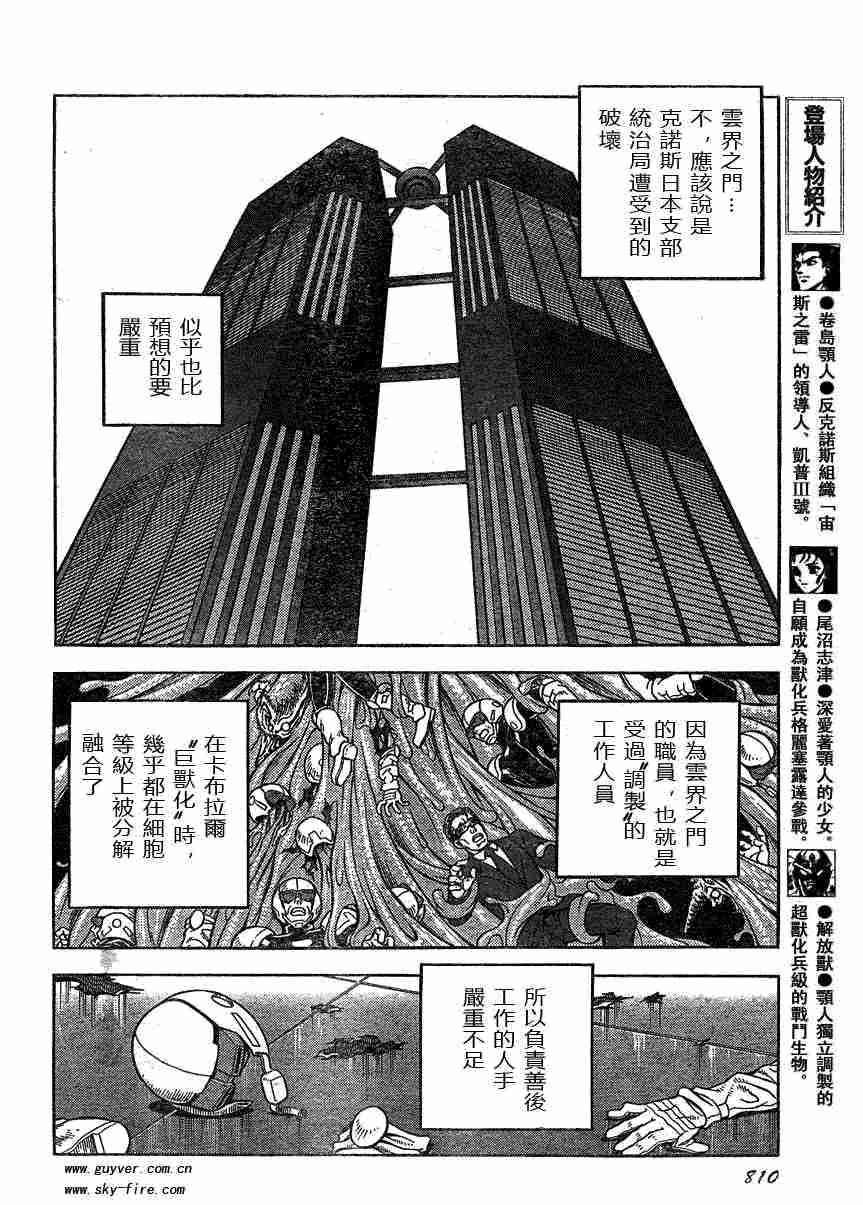 雲界之門…
不，應該說是
克諾斯日本支部
統治局遭受到的
破壞
似乎也比
預想的要
嚴重
因為雲界之門
的職員，也就是
受過〝調製〞的
工作人員
在卡布拉爾
〝巨獸化〞時，
幾乎都在細胞
等級上被分解
融合了
所以負責善後
工作的人手
嚴重不足
登場人物紹介
●卷島顎人●反克諾斯組織「宙
斯之雷」的領導人、凱普Ⅲ號。
●尾沼志津●深愛著顎人的少女。
自願成為獸化兵格麗塞露達參戰。
●解放獸●顎人獨立調製的
超獸化兵級的戰鬥生物。
www.guyver.com.cn
www.sky-fire.com
810